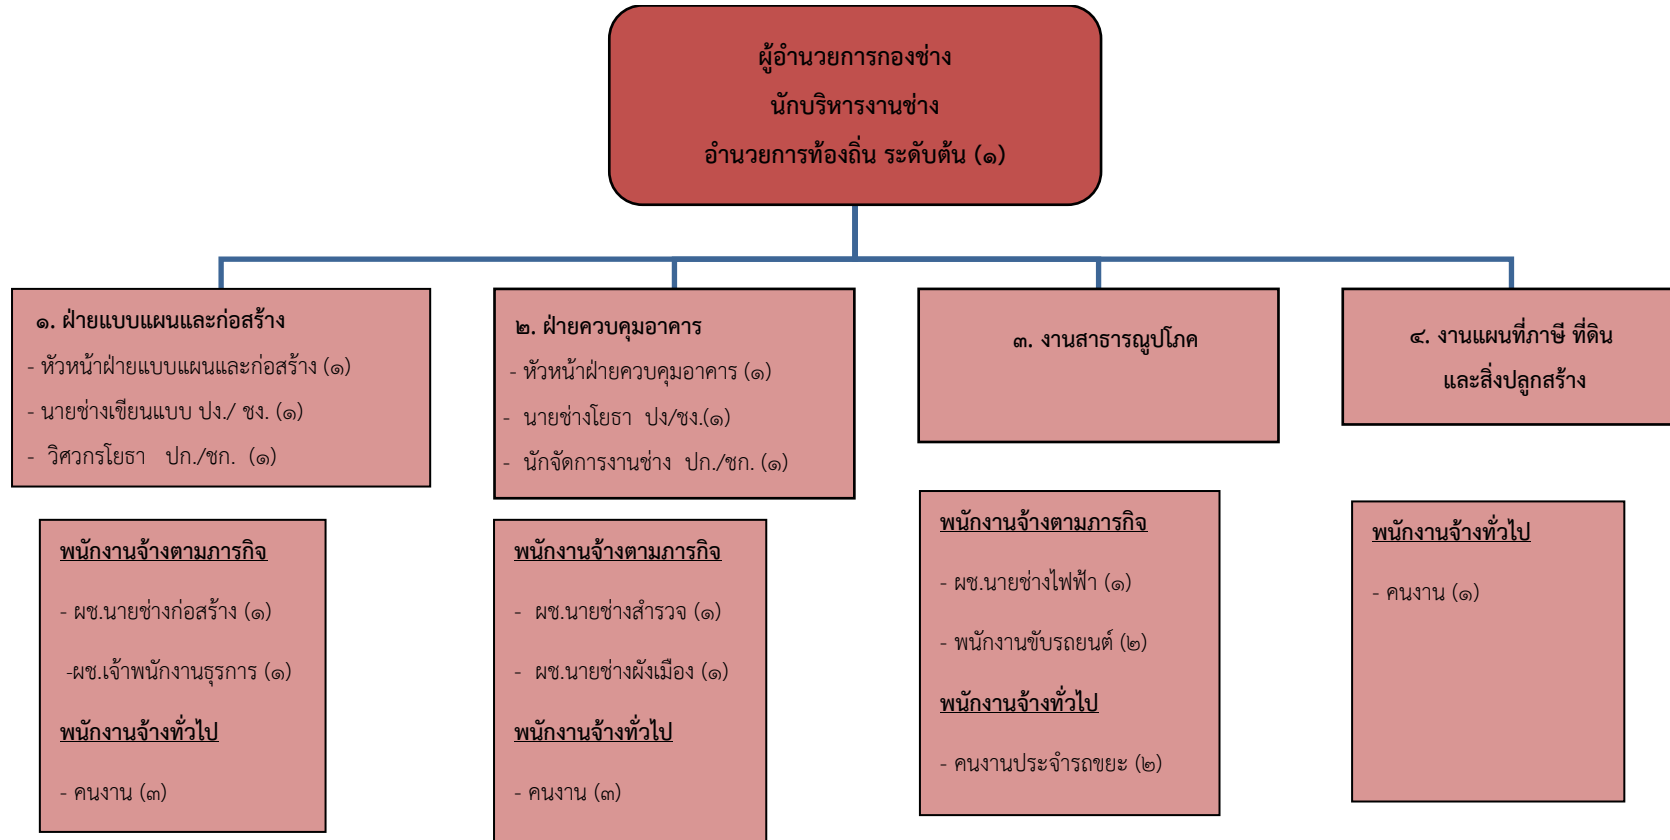 ผู้อำนวยการกองช่าง
นักบริหารงานช่าง
อำนวยการท้องถิ่น ระดับต้น (๑)
๑. ฝ่ายแบบแผนและก่อสร้าง
- หัวหน้าฝ่ายแบบแผนและก่อสร้าง (๑)
- นายช่างเขียนแบบ ปง./ ชง. (๑)
- วิศวกรโยธา ปก./ชก. (๑)
๒. ฝ่ายควบคุมอาคาร
- หัวหน้าฝ่ายควบคุมอาคาร (๑)
- นายช่างโยธา ปง/ชง.(๑)
- นักจัดการงานช่าง ปก./ชก. (๑)
๓. งานสาธารณูปโภค
๔. งานแผนที่ภาษี ที่ดิน
และสิ่งปลูกสร้าง
พนักงานจ้างตามภารกิจ
- ผช.นายช่างก่อสร้าง (๑)
-ผช.เจ้าพนักงานธุรการ (๑)
พนักงานจ้างทั่วไป
- คนงาน (๓)
พนักงานจ้างตามภารกิจ
- ผช.นายช่างสำรวจ (๑)
- ผช.นายช่างผังเมือง (๑)
พนักงานจ้างทั่วไป
- คนงาน (๓)
พนักงานจ้างตามภารกิจ
- ผช.นายช่างไฟฟ้า (๑)
- พนักงานขับรถยนต์ (๒)
พนักงานจ้างทั่วไป
- คนงานประจำรถขยะ (๒)
พนักงานจ้างทั่วไป
- คนงาน (๑)